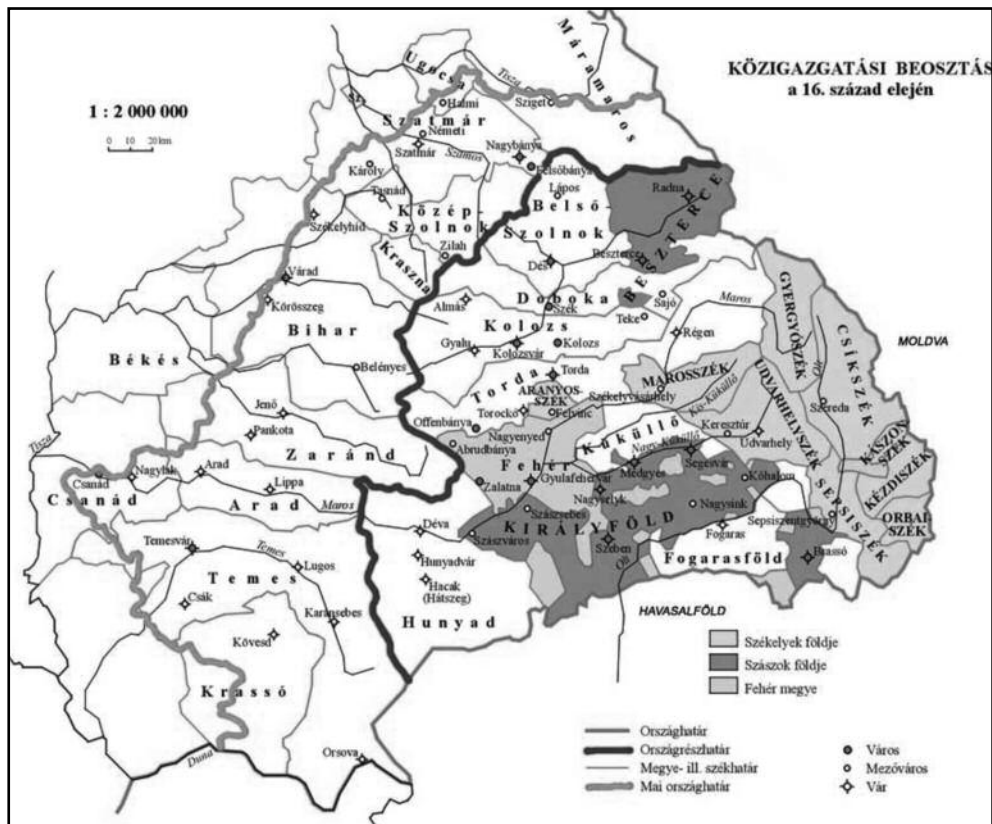 KÖZIGAZGATÁSI BEOSZTÁS
a 16. század elején
1 : 2 000 000
0 10 20 km
Ugocsa
Tisza
Máramaros
Halmi
Sziget
Szatmár
Németi
Szatmár
Szamos
Nagybánya
Felsőbánya
Károly
Tasnád
Lápos
Radna
Közép-
Szolnok
Belső-
Szolnok
BESZTERCE
Székelyhíd
Zilah
Kraszna
Beszterce
Dés
Várad
Körösszeg
Almás
Doboka
Szék
Sajó
Teke
Maros
GYERGYÓSZÉK
CSÍKSZÉK
MOLDVA
Bihar
Kolozs
Gyalu
Kolozsvár
Kolozs
Régen
Békés
Belényes
Torda
Torda
ARANYOS-
SZÉK
MAROSSZÉK
Székelyvásárhely
Kis-Küküllő
UDVARHELYSZÉK
Olt
Szereda
Jenő
Pankota
Offenbánya
Torockó
Felvinc
Küküllő
Keresztúr
Udvarhely
Tisza
Zaránd
Abrudbánya
Nagyenyed
Nagy-Küküllő
KÁSZON-
SZÉK
KÉZDISZÉK
Csanád
Nagylak
Arad
Csanád
Lippa
Arad
Maros
Fehér
Zalatna
Gyulafehérvár
Medgyes
Segesvár
Kőhalom
SEPSISZÉK
ORBAI-
SZÉK
Nagyselyk
Szászsebes
Nagysink
Sepsiszentgyörgy
Déva
KIRÁLYFÖLD
Szászváros
Szeben
Fogaras
Brassó
Temesvár
Temes
Lugos
Hunyadvár
Olt
Fogarasföld
Temes
Hacak
(Hátszeg)
Csák
Karánsebes
Kövesd
Hunyad
HAVASALFÖLD
Krassó
Székelyek földje
Szászok földje
Fehér megye
Duna
Orsova
Országhatár
Országrészhatár
Megye- ill. székhatár
Mai országhatár
Város
Mezőváros
Vár